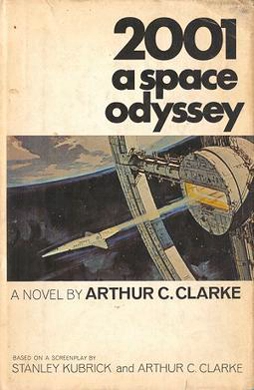 2001
a space
odyssey
A NOVEL BY ARTHUR C. CLARKE
BASED ON A SCREENPLAY BY
STANLEY KUBRICK and ARTHUR C. CLARKE